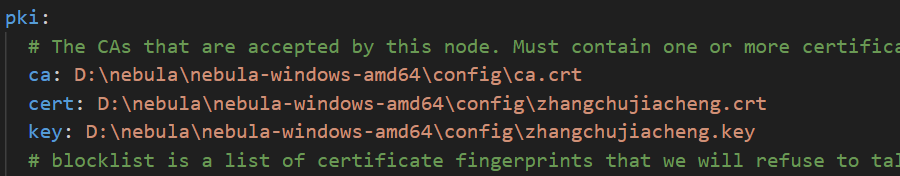 pki:
# The CAs that are accepted by this node. Must contain one or more
ca: D:\nebula\nebula-windows-amd64\config\ca.crt
cert: D:\nebula\nebula-windows-amd64\config\zhangchujiacheng.crt
key: D:\nebula\nebula-windows-amd64\config\zhangchujiacheng.key
# blocklist is a list of certificate fingerprints that we will refuse to